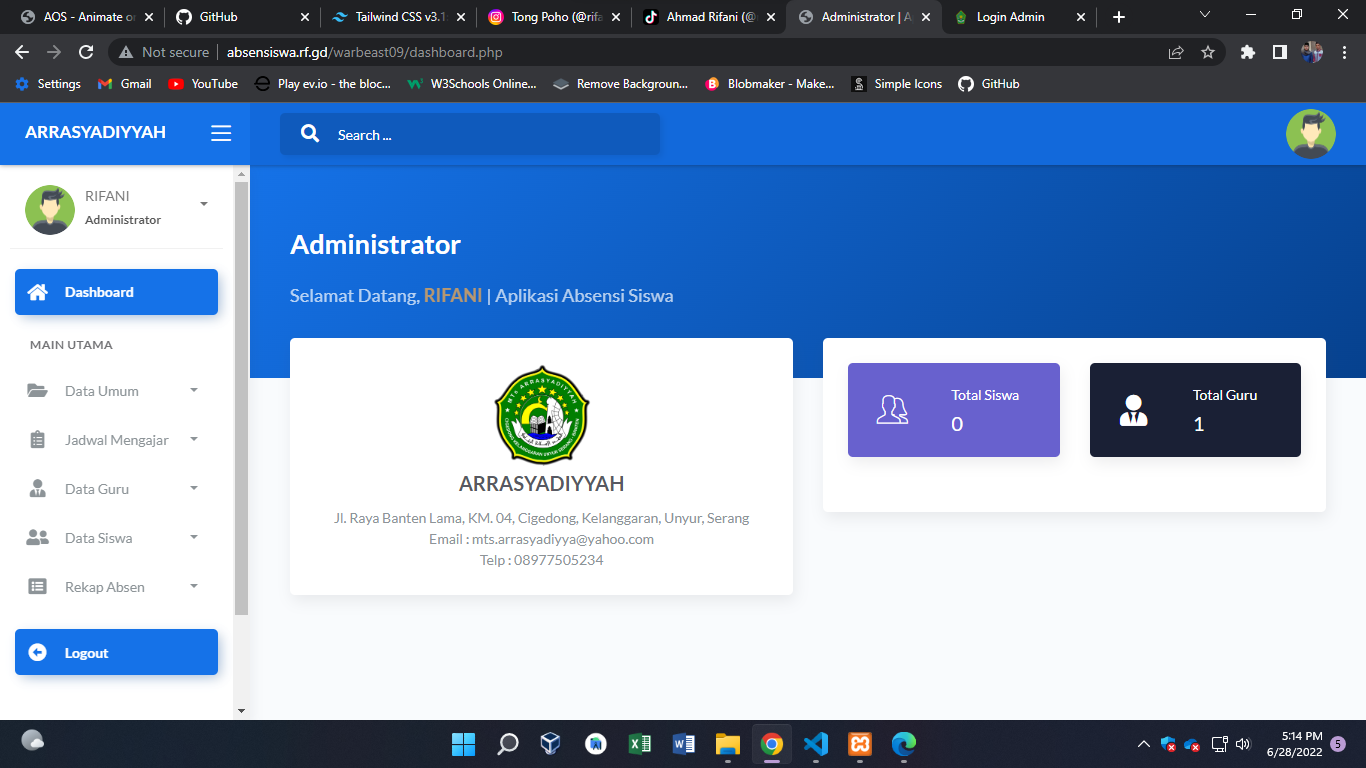 AOS - Animate o
GitHub
Tailwind CSS v3.1
Tong Poho (@rifa
Ahmad Rifani (@
Administrator | A
Login Admin
Not secure absensiswa.rf.gd/warbeast09/dashboard.php
Settings
Gmail
YouTube
Play ev.io - the bloc...
W3Schools Online...
Remove Backgroun...
Blobmaker - Make...
Simple Icons
GitHub
ARRASYADIYYAH
Search ...
RIFANI
Administrator
Dashboard
MAIN UTAMA
Data Umum
Jadwal Mengajar
Data Guru
Data Siswa
Rekap Absen
Logout
Administrator
Selamat Datang, RIFANI | Aplikasi Absensi Siswa
MTS ARRASYADIYYAH
ARRASYADIYYAH
Jl. Raya Banten Lama, KM. 04, Cigedong, Kelanggaran, Unyur, Serang
Email : mts.arrasyadiyya@yahoo.com
Telp : 08977505234
Total Siswa
0
Total Guru
1
5:14 PM
6/28/2022
5